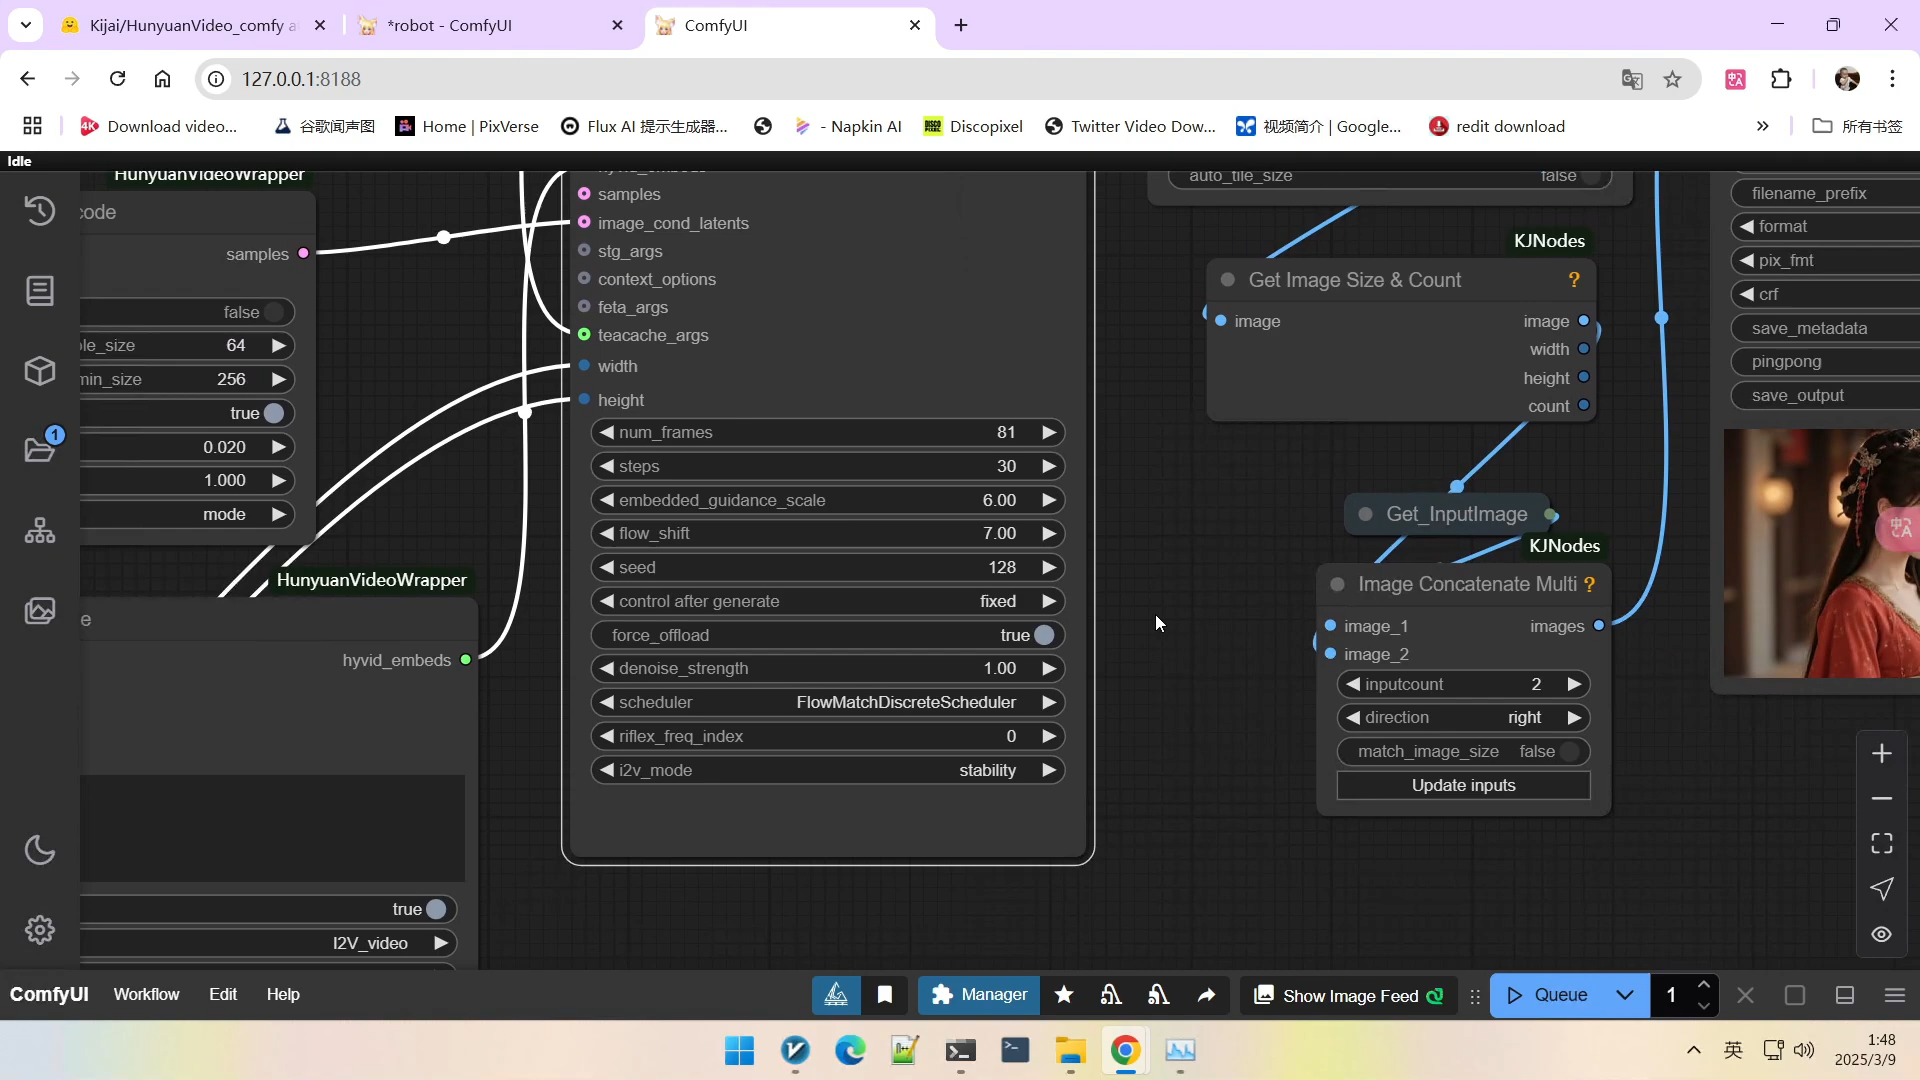 Kijai/HunyuanVideo_comfy a
*robot - ComfyUI
ComfyUI
127.0.0.1:8188
Download video...
谷歌闻声图
Home | PixVerse
Flux AI 提示生成器...
- Napkin AI
Discopixel
Twitter Video Dow...
视频简介 | Google...
redit download
所有书签
Idle
HunyuanVideoWrapper
code
samples
false
le_size 64
min_size 256
true
0.020
1.000
mode
HunyuanVideoWrapper
e
hyvid_embeds
true
I2V_video
samples
image_cond_latents
stg_args
context_options
feta_args
teacache_args
width
height
num_frames 81
steps 30
embedded_guidance_scale 6.00
flow_shift 7.00
seed 128
control after generate fixed
force_offload true
denoise_strength 1.00
scheduler FlowMatchDiscreteScheduler
riflex_freq_index 0
i2v_mode stability
auto_tile_size false
KJNodes
Get Image Size & Count ?
image image
width
height
count
Get_InputImage
KJNodes
Image Concatenate Multi ?
image_1 images
image_2
inputcount 2
direction right
match_image_size false
Update inputs
filename_prefix
format
pix_fmt
crf
save_metadata
pingpong
save_output
1
ComfyUI
Workflow
Edit
Help
Manager
Show Image Feed
Queue
1
英
1:48
2025/3/9